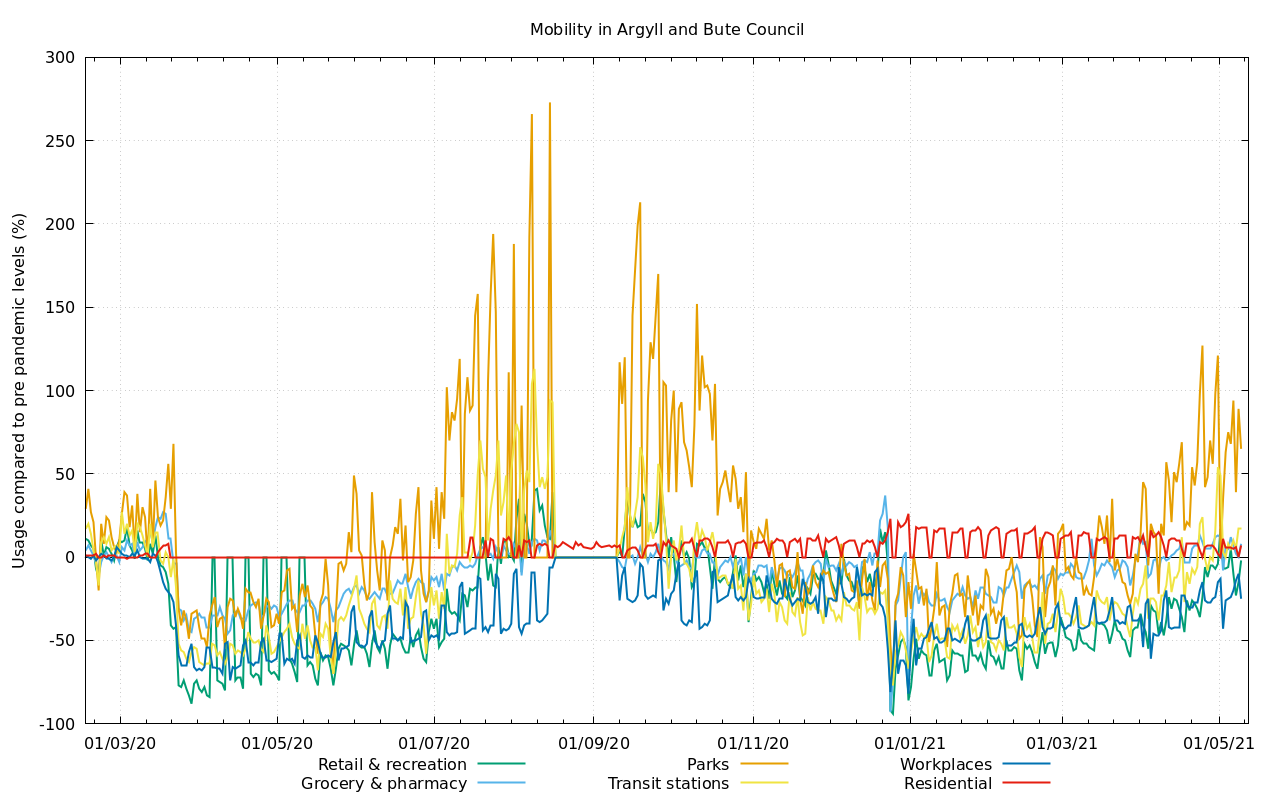 Mobility in Argyll and Bute Council
Usage compared to pre pandemic levels (%)
300
250
200
150
100
50
0
-50
-100
01/03/20 01/05/20 01/07/20 01/09/20 01/11/20 01/01/21 01/03/21 01/05/21
Retail & recreation Parks Workplaces
Grocery & pharmacy Transit stations Residential